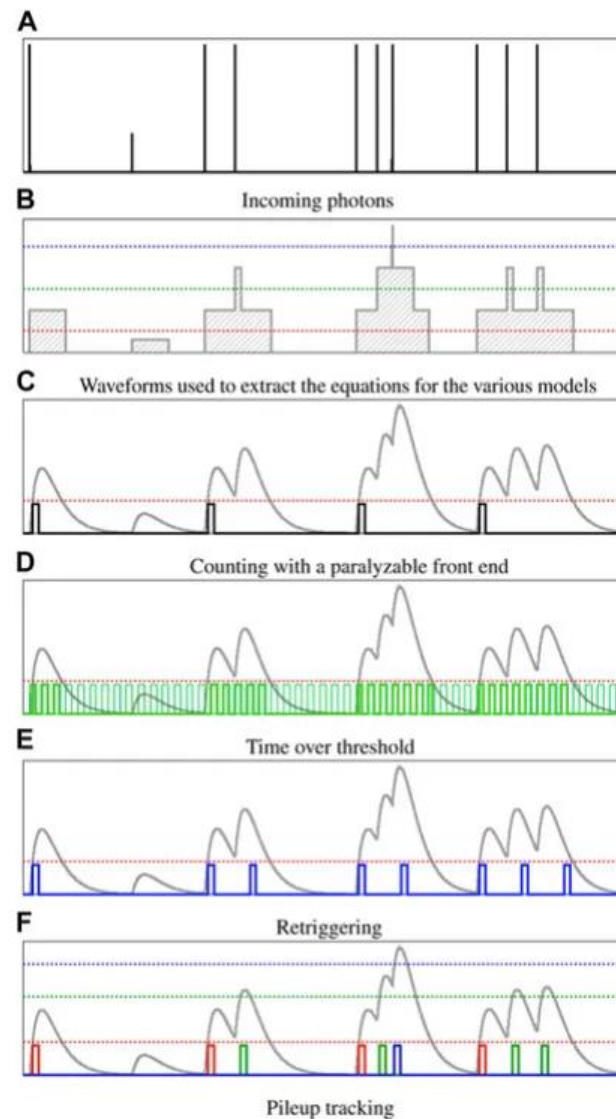 A
Incoming photons
B
Waveforms used to extract the equations for the various models
C
Counting with a paralyzable front end
D
Time over threshold
E
Retriggering
F
Pileup tracking